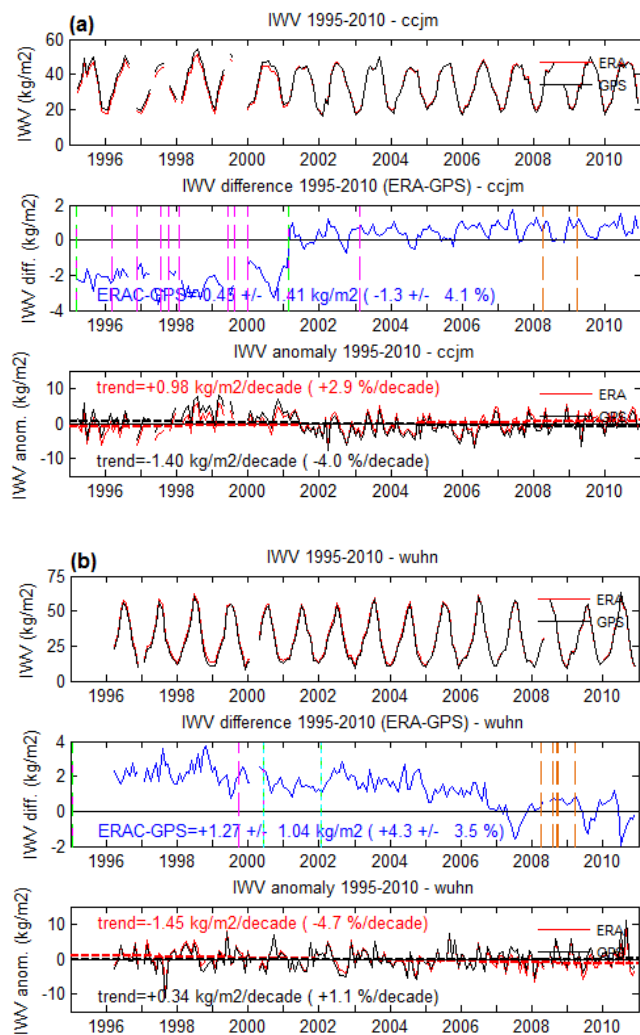 (a)
IWV 1995-2010 - ccjm
IWV (kg/m2)
60
40
20
0
ERA
GPS
1996 1998 2000 2002 2004 2006 2008 2010
IWV difference 1995-2010 (ERA-GPS) - ccjm
IWV diff. (kg/m2)
2
0
-2
-4
1996 1998 2000 2002 2004 2006 2008 2010
IWV anomaly 1995-2010 - ccjm
IWV anom. (kg/m2)
10
0
-10
trend=+0.98 kg/m2/decade ( +2.9 %/decade)
ERA
GPS
trend=-1.40 kg/m2/decade ( -4.0 %/decade)
1996 1998 2000 2002 2004 2006 2008 2010
(b)
IWV 1995-2010 - wuhn
IWV (kg/m2)
75
50
25
0
ERA
GPS
1996 1998 2000 2002 2004 2006 2008 2010
IWV difference 1995-2010 (ERA-GPS) - wuhn
IWV diff. (kg/m2)
4
2
0
-2
ERAC-GPS=+1.27 +/- 1.04 kg/m2 ( +4.3 +/- 3.5 %)
1996 1998 2000 2002 2004 2006 2008 2010
IWV anomaly 1995-2010 - wuhn
IWV anom. (kg/m2)
10
0
-10
trend=-1.45 kg/m2/decade ( -4.7 %/decade)
ERA
GPS
trend=+0.34 kg/m2/decade ( +1.1 %/decade)
1996 1998 2000 2002 2004 2006 2008 2010